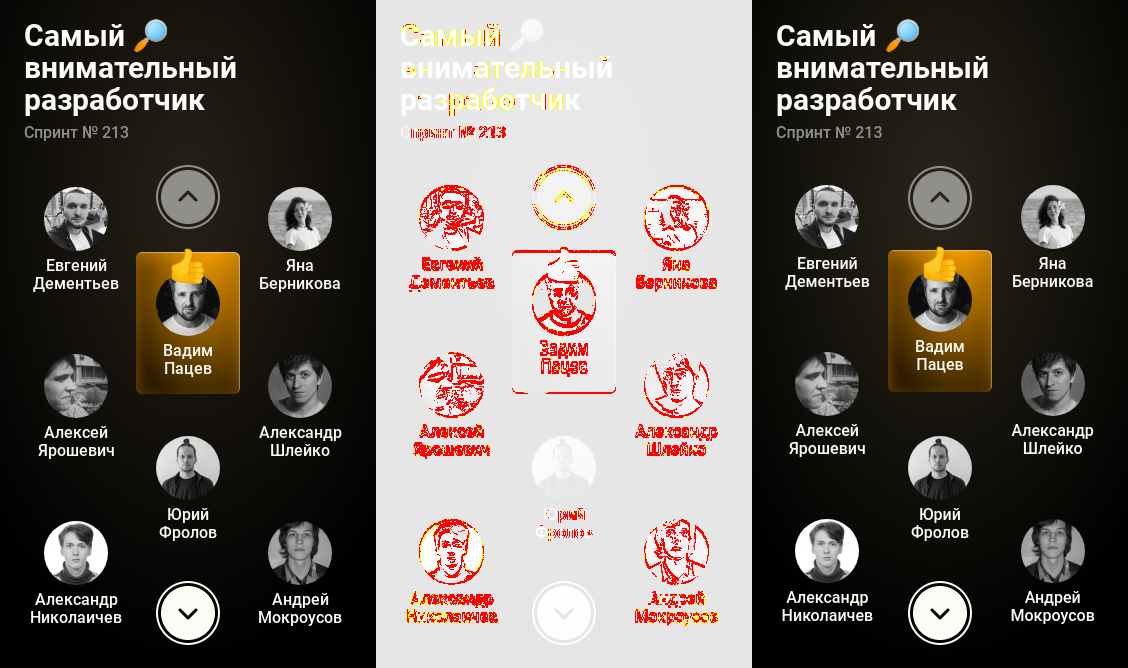 Самый
внимательный
разработчик
Спринт № 213
Евгений
Дементьев
Яна
Берникова
Вадим
Пацев
Алексей
Ярошевич
Александр
Шлейко
Юрий
Фролов
Александр
Николаичев
Андрей
Мокроусов
Самый
внимательный
разработчик
Спринт № 213
Евгений
Дементьев
Яна
Берникова
Пацев
Алексей
Ярошевич
Александр
Шлейко
Юрий
Фролов
Александр
Николаичев
Андрей
Мокроусов
Самый
внимательный
разработчик
Спринт № 213
Евгений
Дементьев
Яна
Берникова
Вадим
Пацев
Алексей
Ярошевич
Александр
Шлейко
Юрий
Фролов
Александр
Николаичев
Андрей
Мокроусов